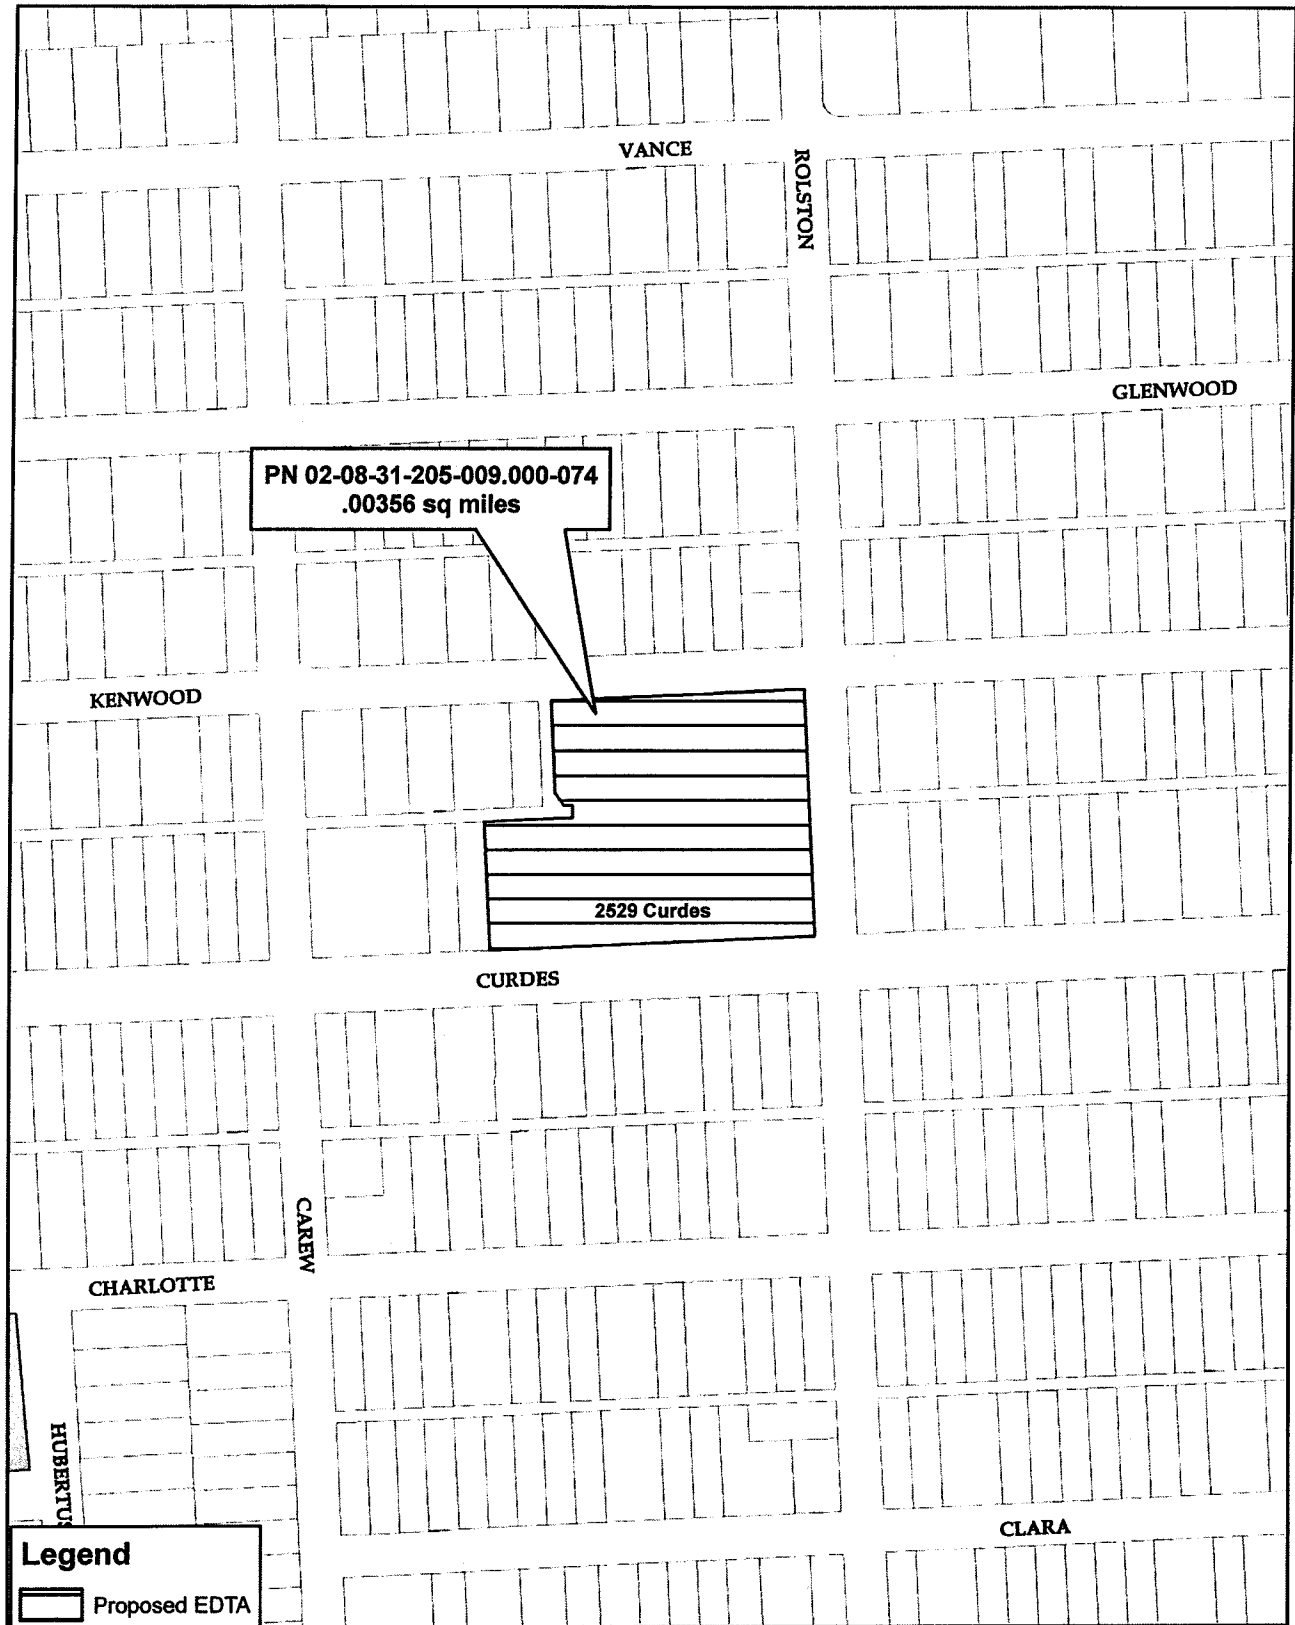 VANCE
ROLSTON
GLENWOOD
PN 02-08-31-205-009.000-074
.00356 sq miles
KENWOOD
2529 Curdes
CURDES
CAREW
CHARLOTTE
HUBERTUS
CLARA
Legend
Proposed EDTA